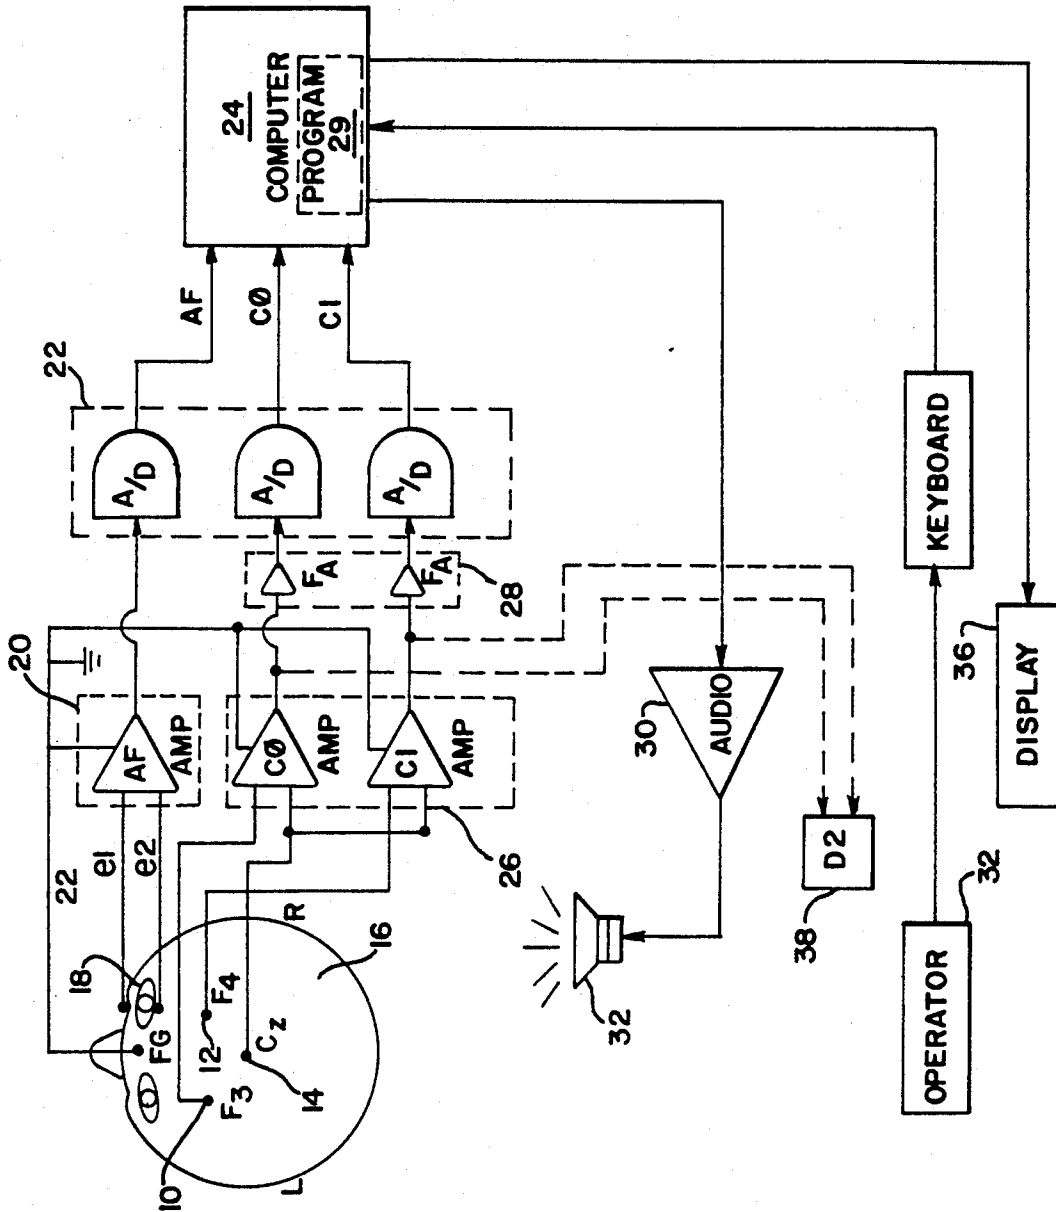 22
20
18
e1
e2
22
FG
AF
AMP
A/D
AF
24
COMPUTER
PROGRAM
29
10
F3
12
F4
CZ
14
L
R
16
CØ
AMP
FA
A/D
CØ
C1
AMP
26
FA
28
A/D
C1
32
30
AUDIO
38
D2
OPERATOR
32
KEYBOARD
36
DISPLAY